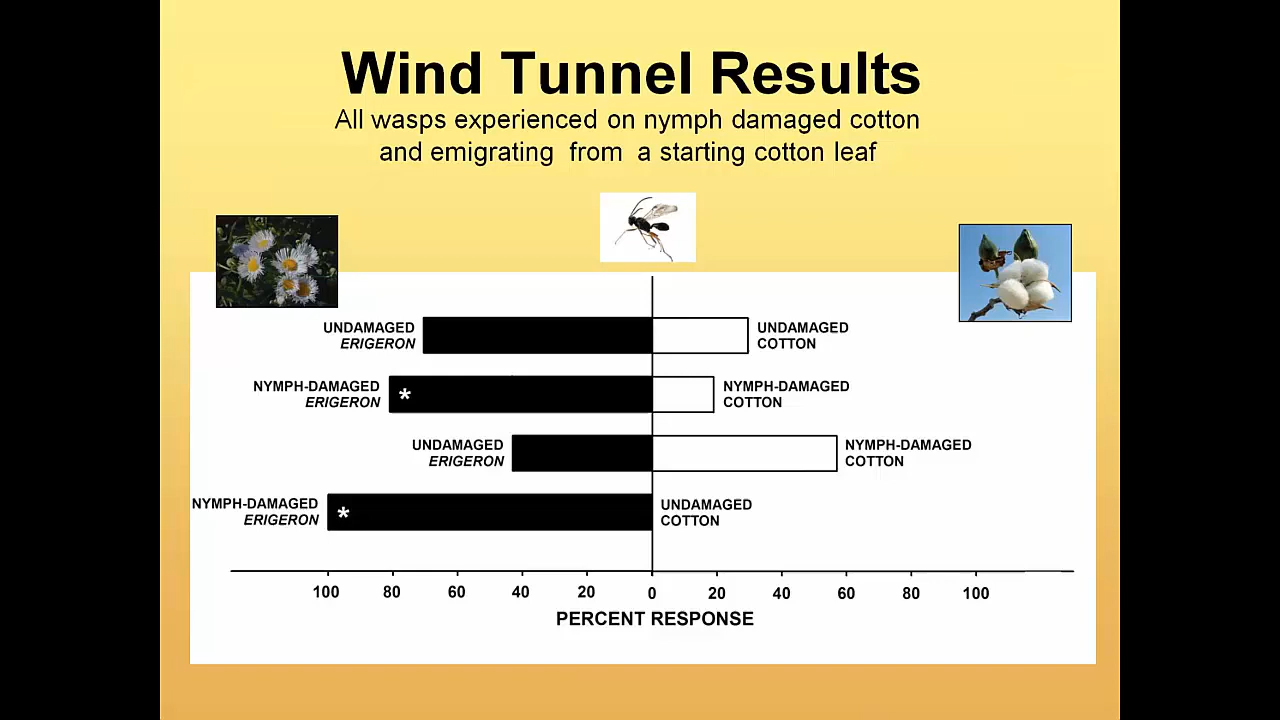 Wind Tunnel Results
All wasps experienced on nymph damaged cotton
and emigrating from a starting cotton leaf
UNDAMAGED
ERIGERON
UNDAMAGED
COTTON
NYMPH-DAMAGED
ERIGERON
*
NYMPH-DAMAGED
COTTON
UNDAMAGED
ERIGERON
NYMPH-DAMAGED
COTTON
NYMPH-DAMAGED
ERIGERON
*
UNDAMAGED
COTTON
100 80 60 40 20 0 20 40 60 80 100
PERCENT RESPONSE